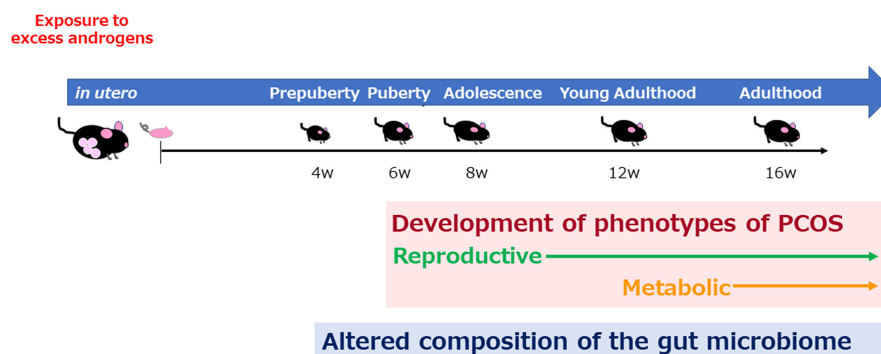 Exposure to
excess androgens
in utero Prepuberty Puberty Adolescence Young Adulthood Adulthood
4w 6w 8w 12w 16w
Development of phenotypes of PCOS
Reproductive
Metabolic
Altered composition of the gut microbiome